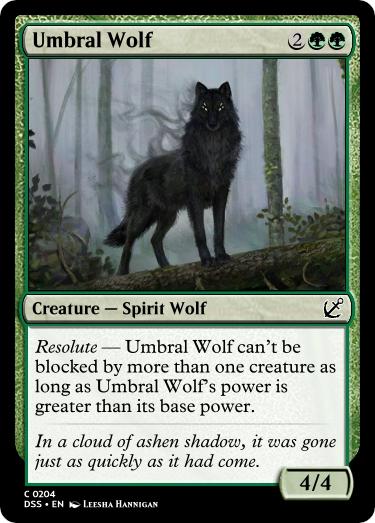 Umbral Wolf 2
Creature — Spirit Wolf
Resolute — Umbral Wolf can't be
blocked by more than one creature as
long as Umbral Wolf's power is
greater than its base power.
In a cloud of ashen shadow, it was gone
just as quickly as it had come.
4/4
C 0204
DSS • EN Leesha Hannigan